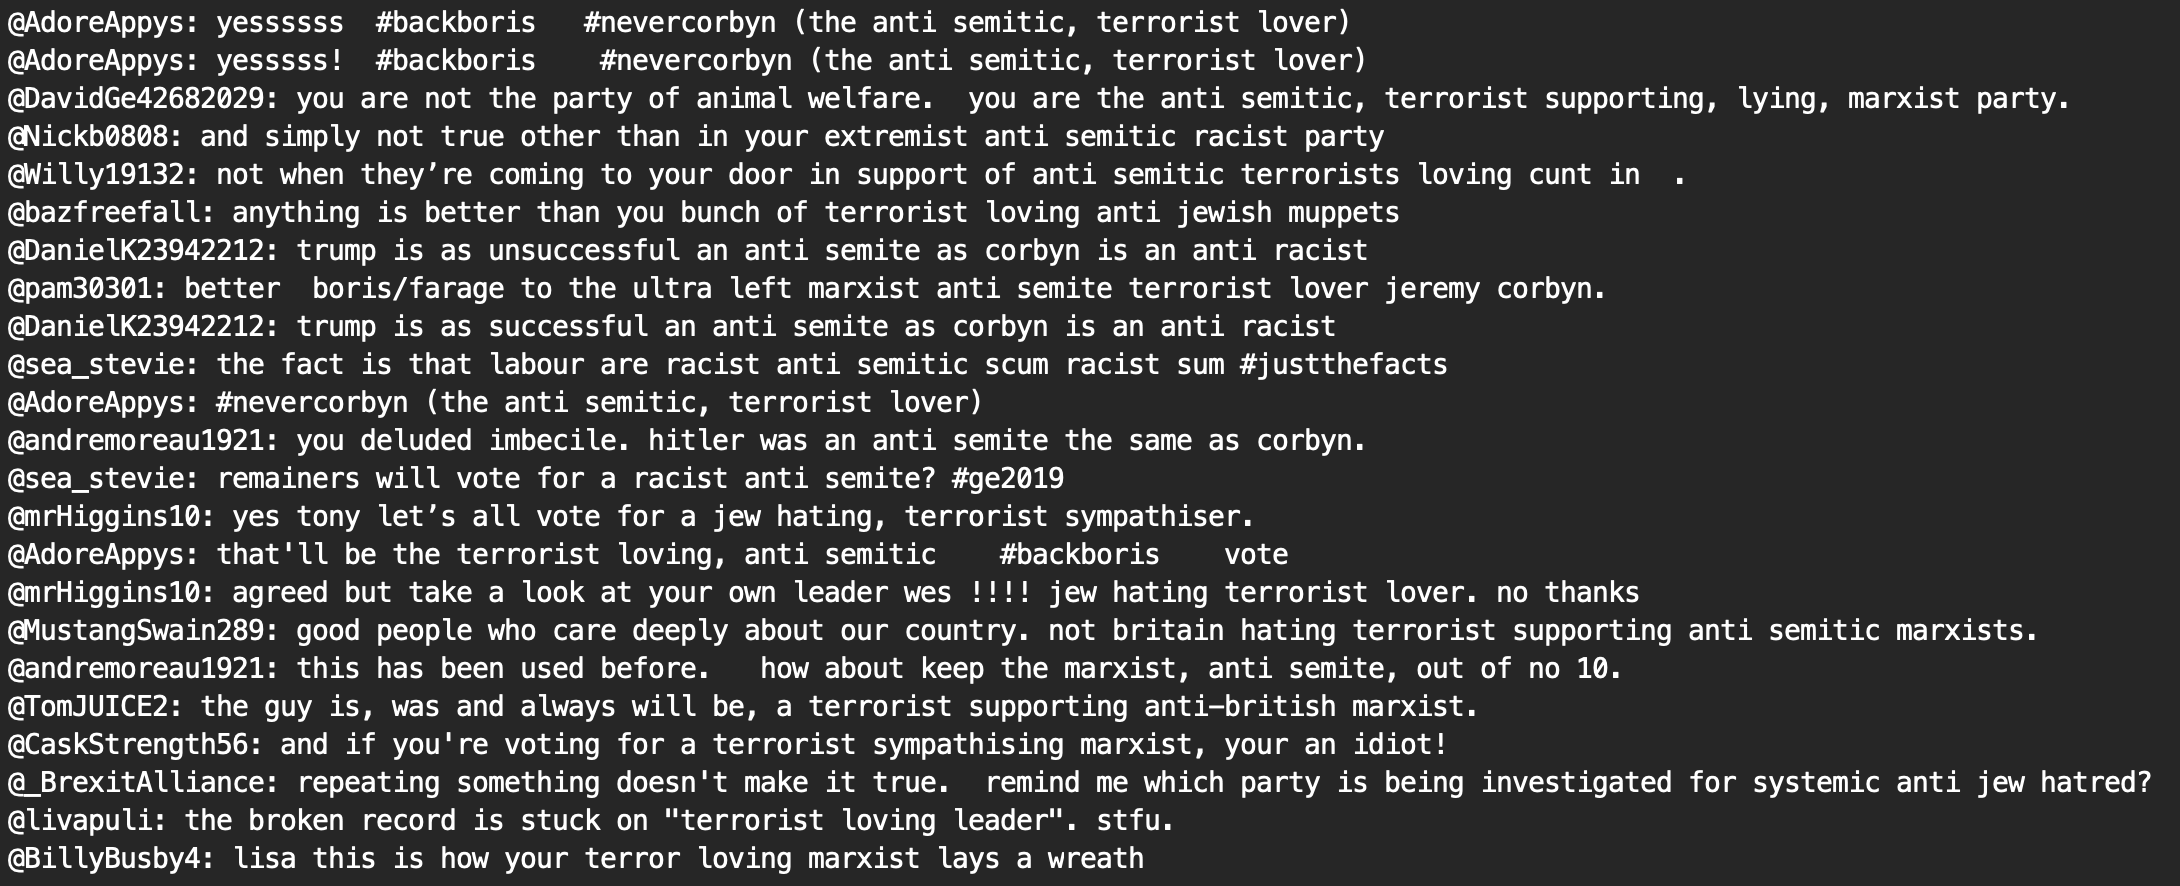 @AdoreAppys: yessssss  #backboris   #nevercorbyn (the anti semitic, terrorist lover)
@AdoreAppys: yesssss!  #backboris    #nevercorbyn (the anti semitic, terrorist lover)
@DavidGe42682029: you are not the party of animal welfare.  you are the anti semitic, terrorist supporting, lying, marxist party.
@Nickb0808: and simply not true other than in your extremist anti semitic racist party
@Willy19132: not when they’re coming to your door in support of anti semitic terrorists loving cunt in  .
@bazfreefall: anything is better than you bunch of terrorist loving anti jewish muppets
@DanielK23942212: trump is as unsuccessful an anti semite as corbyn is an anti racist
@pam30301: better  boris/farage to the ultra left marxist anti semite terrorist lover jeremy corbyn.
@DanielK23942212: trump is as successful an anti semite as corbyn is an anti racist
@sea_stevie: the fact is that labour are racist anti semitic scum racist sum #justthefacts
@AdoreAppys: #nevercorbyn (the anti semitic, terrorist lover)
@andremoreau1921: you deluded imbecile. hitler was an anti semite the same as corbyn.
@sea_stevie: remainers will vote for a racist anti semite? #ge2019
@mrHiggins10: yes tony let’s all vote for a jew hating, terrorist sympathiser.
@AdoreAppys: that'll be the terrorist loving, anti semitic    #backboris    vote
@mrHiggins10: agreed but take a look at your own leader wes !!!! jew hating terrorist lover. no thanks
@MustangSwain289: good people who care deeply about our country. not britain hating terrorist supporting anti semitic marxists.
@andremoreau1921: this has been used before.   how about keep the marxist, anti semite, out of no 10.
@TomJUICE2: the guy is, was and always will be, a terrorist supporting anti-british marxist.
@CaskStrength56: and if you're voting for a terrorist sympathising marxist, your an idiot!
@_BrexitAlliance: repeating something doesn't make it true.  remind me which party is being investigated for systemic anti jew hatred?
@livapuli: the broken record is stuck on "terrorist loving leader". stfu.
@BillyBusby4: lisa this is how your terror loving marxist lays a wreath